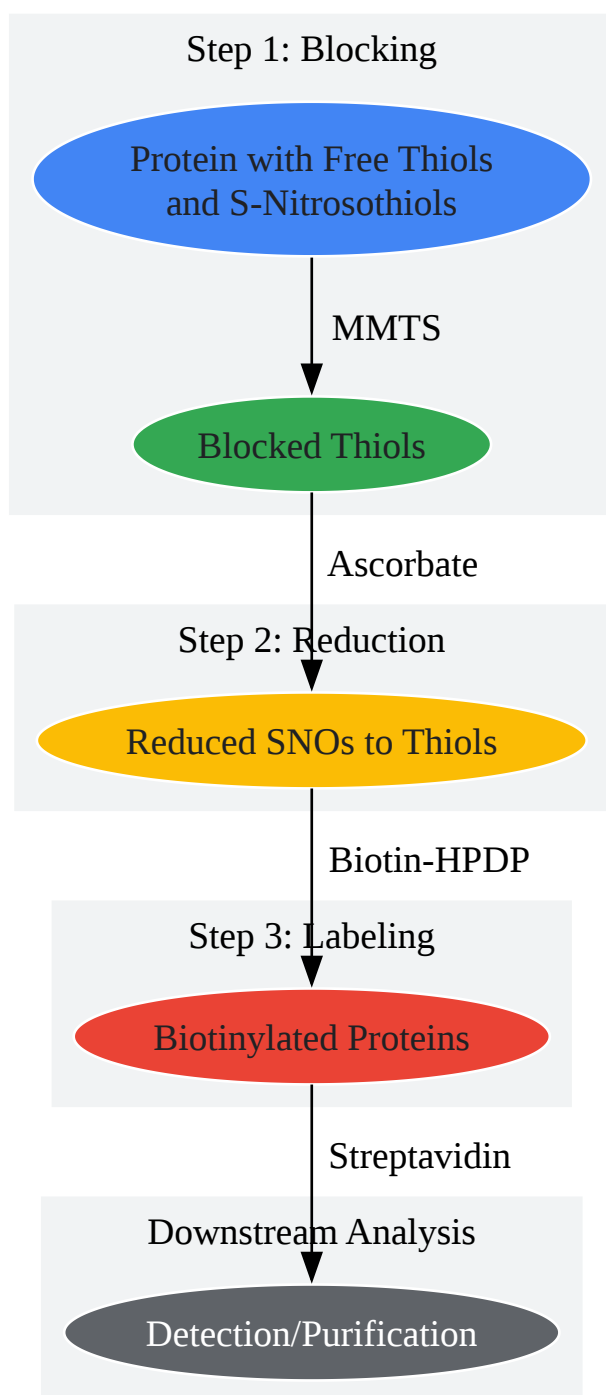 Step 1: Blocking
Protein with Free Thiols
and S-Nitrosothiols
MMTS
Blocked Thiols
Ascorbate
Step 2: Reduction
Reduced SNOs to Thiols
Biotin-HPDP
Step 3: Labeling
Biotinylated Proteins
Streptavidin
Downstream Analysis
Detection/Purification